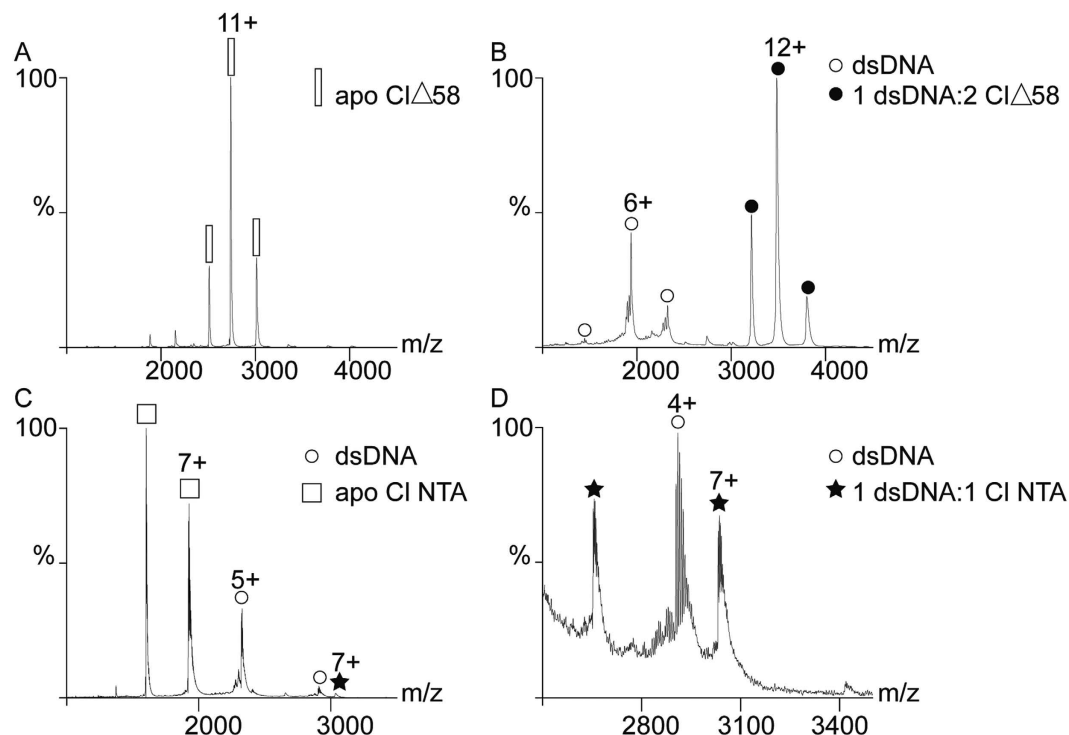 A
11+
100
apo CI△58
%
2000 3000 4000 m/z
B
12+
100
dsDNA
1 dsDNA:2 CI△58
6+
%
2000 3000 4000 m/z
C
100
7+
dsDNA
apo CI NTA
5+
%
7+
2000 3000 m/z
D
4+
100
dsDNA
7+
1 dsDNA:1 CI NTA
%
2800 3100 3400 m/z